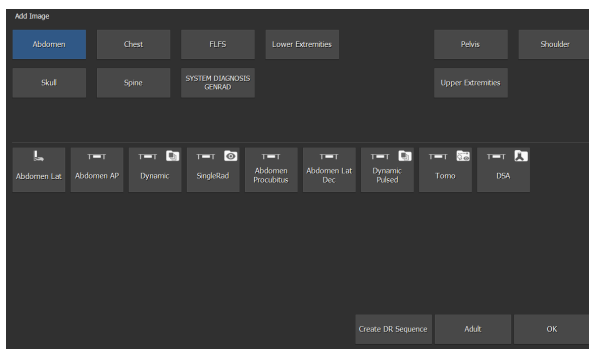 Add Image
Abdomen Chest FLFS Lower Extremities Pelvis Shoulder
Skull Spine SYSTEM DIAGNOSIS GENRAD Upper Extremities
Abdomen Lat Abdomen AP Dynamic SingleRad Abdomen Procubitus Abdomen Lat Dec Dynamic Pulsed Tomo DSA
Create DR Sequence Adult OK